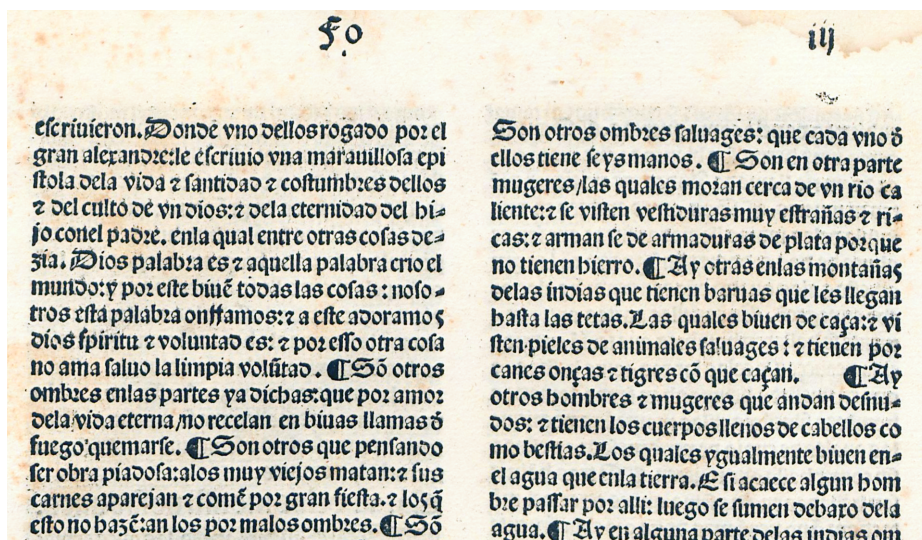 Fo iij
escriuieron. Donde vno dellos rogado por el
gran alexandre: le escriuio vna marauillosa epi
stola dela vida ⁊ santidad ⁊ costumbres dellos
⁊ del culto de vn dios: ⁊ dela eternidad del hi-
jo conel padre. enla qual entre otras cosas de-
zia. Dios palabra es ⁊ aquella palabra crio el
mundo: y por este biuē todas las cosas: noso-
tros esta palabra onrramos: ⁊ a este adoramos
dios spiritu ⁊ voluntad es: ⁊ por esso otra cosa
no ama saluo la limpia volūtad. ¶ Sō otros
ombres enlas partes ya dichas: que por amor
dela vida eterna/no recelan en biuas llamas đ
fuego quemarse. ¶ Son otros que pensando
ser obra piadosa: alos muy viejos matan: ⁊ sus
carnes aparejan ⁊ comē por gran fiesta. ⁊ los q̄
esto no hazē: an los por malos ombres. ¶ Sō
Son otros ombres saluages: que cada vno đ
ellos tiene seys manos. ¶ Son en otra parte
mugeres/las quales moran cerca de vn rio ca
liente: ⁊ se visten vestiduras muy estrañas ⁊ ri-
cas: ⁊ arman se de armaduras de plata porque
no tienen hierro. ¶ Ay otras enlas montañas
delas indias que tienen baruas que les llegan
hasta las tetas. Las quales biuen de caça: ⁊ vi
sten pieles de animales saluages: ⁊ tienen por
canes onças ⁊ tigres cō que caçan. ¶ Ay
otros hombres ⁊ mugeres que andan desnu-
dos: ⁊ tienen los cuerpos llenos de cabellos co
mo bestias. Los quales ygualmente biuen en-
el agua que enla tierra. E si acaece algun hom
bre passar por alli: luego se sumen debaxo dela
agua. ¶ Ay en alguna parte delas indias om